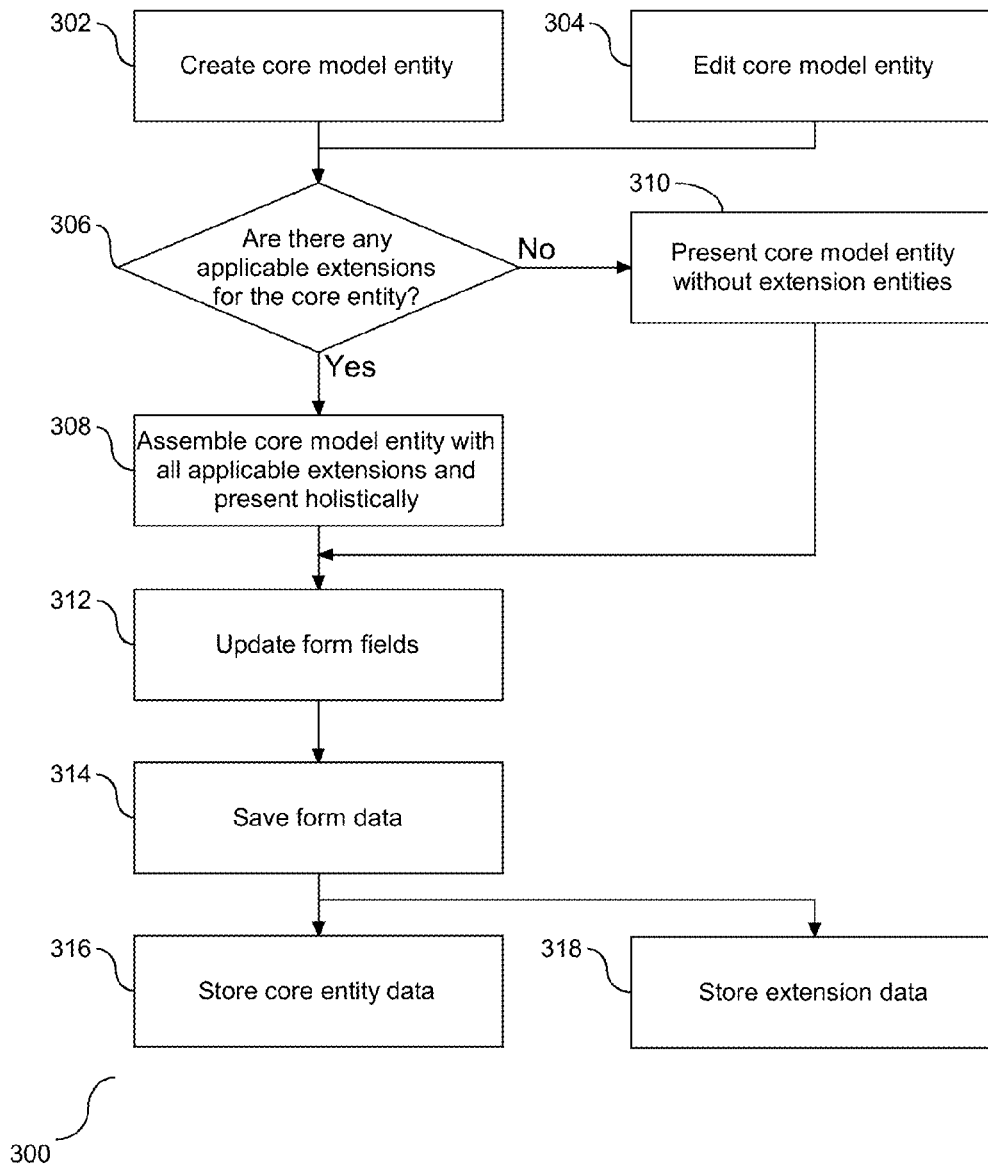 302
Create core model entity
304
Edit core model entity
306
Are there any
applicable extensions
for the core entity?
No
310
Present core model entity
without extension entities
Yes
308
Assemble core model entity with
all applicable extensions and
present holistically
312
Update form fields
314
Save form data
316
Store core entity data
318
Store extension data
300